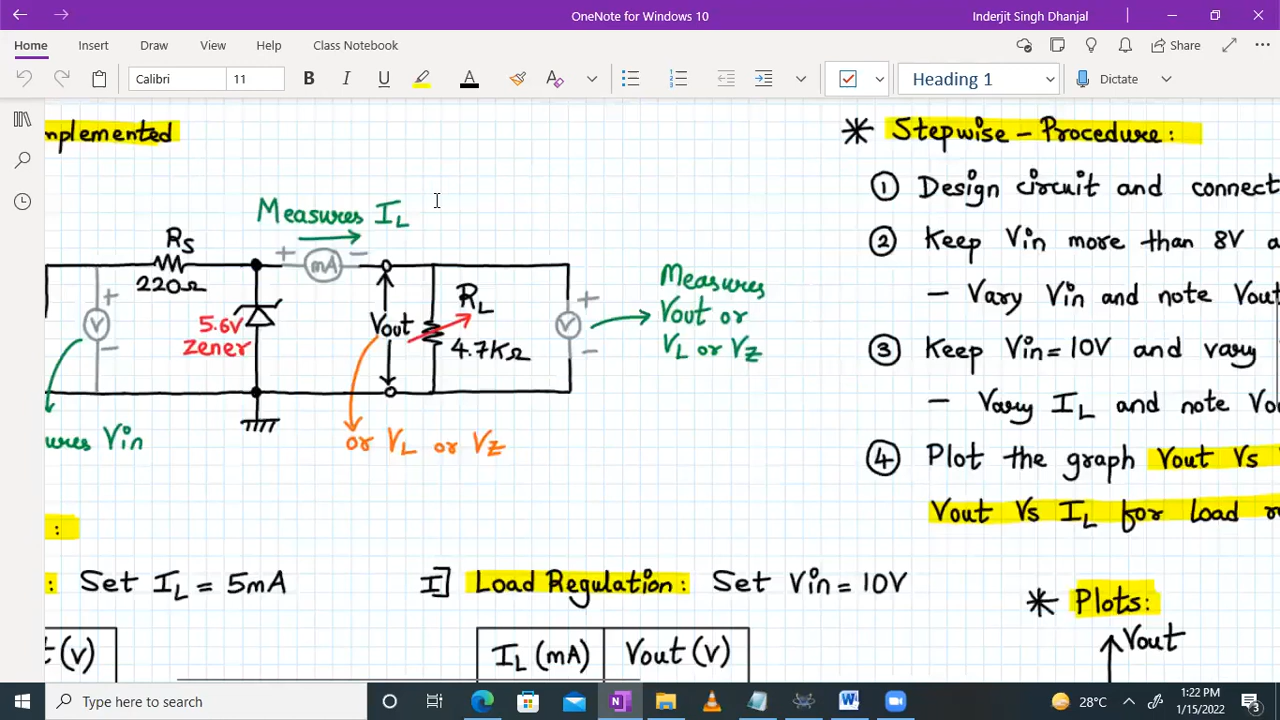 OneNote for Windows 10
Inderjit Singh Dhanjal
Home Insert Draw View Help Class Notebook
Share
Calibri 11 B I U A
Heading 1
Dictate
mplemented
Measures IL
Rs
220Ω
+ mA -
V + -
5.6V
Zener
Vout
RL
4.7KΩ
V + -
Measures
Vout or
VL or VZ
ures Vin
or VL or VZ
* Stepwise - Procedure:
① Design circuit and connect
② Keep Vin more than 8V a
- Vary Vin and note Vout
③ Keep Vin = 10V and vary
- Vary IL and note Vo
④ Plot the graph Vout Vs V
Vout Vs IL for load r
:
: Set IL = 5mA
I] Load Regulation: Set Vin = 10V
t (v)
IL (mA) Vout (v)
* Plots:
Vout
Type here to search
28°C
1:22 PM
1/15/2022
3